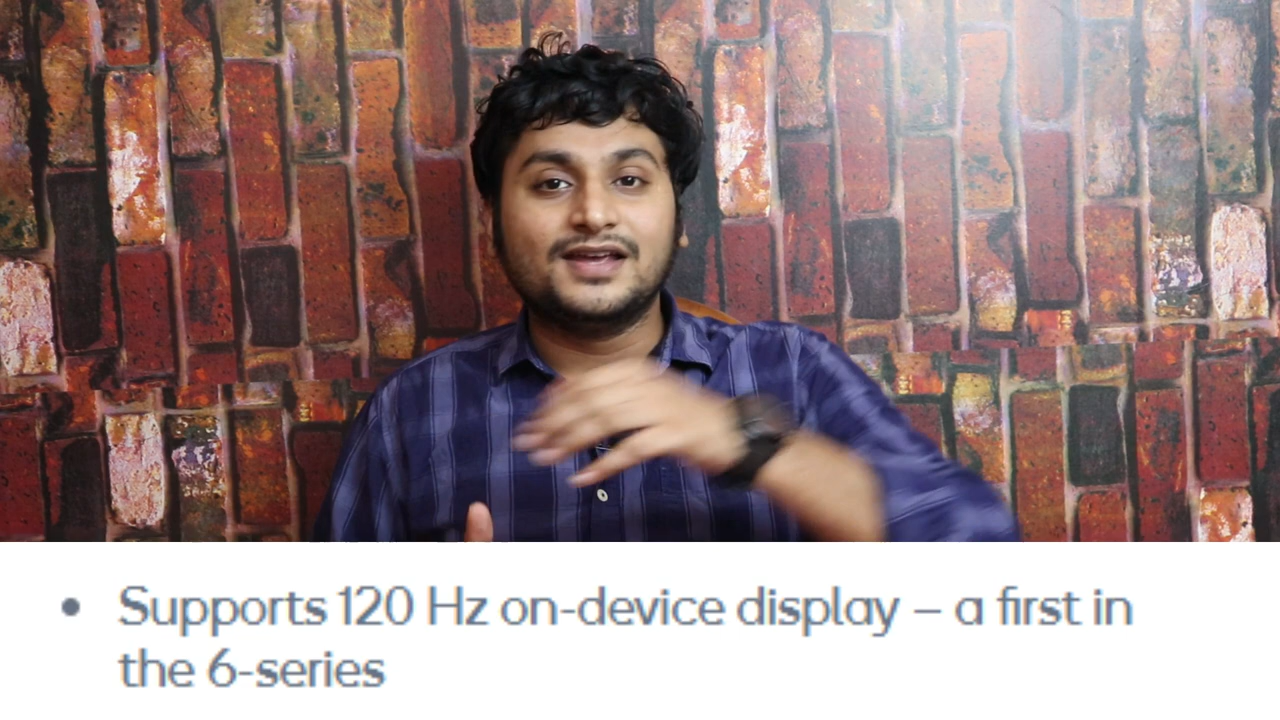 • Supports 120 Hz on-device display – a first in
the 6-series